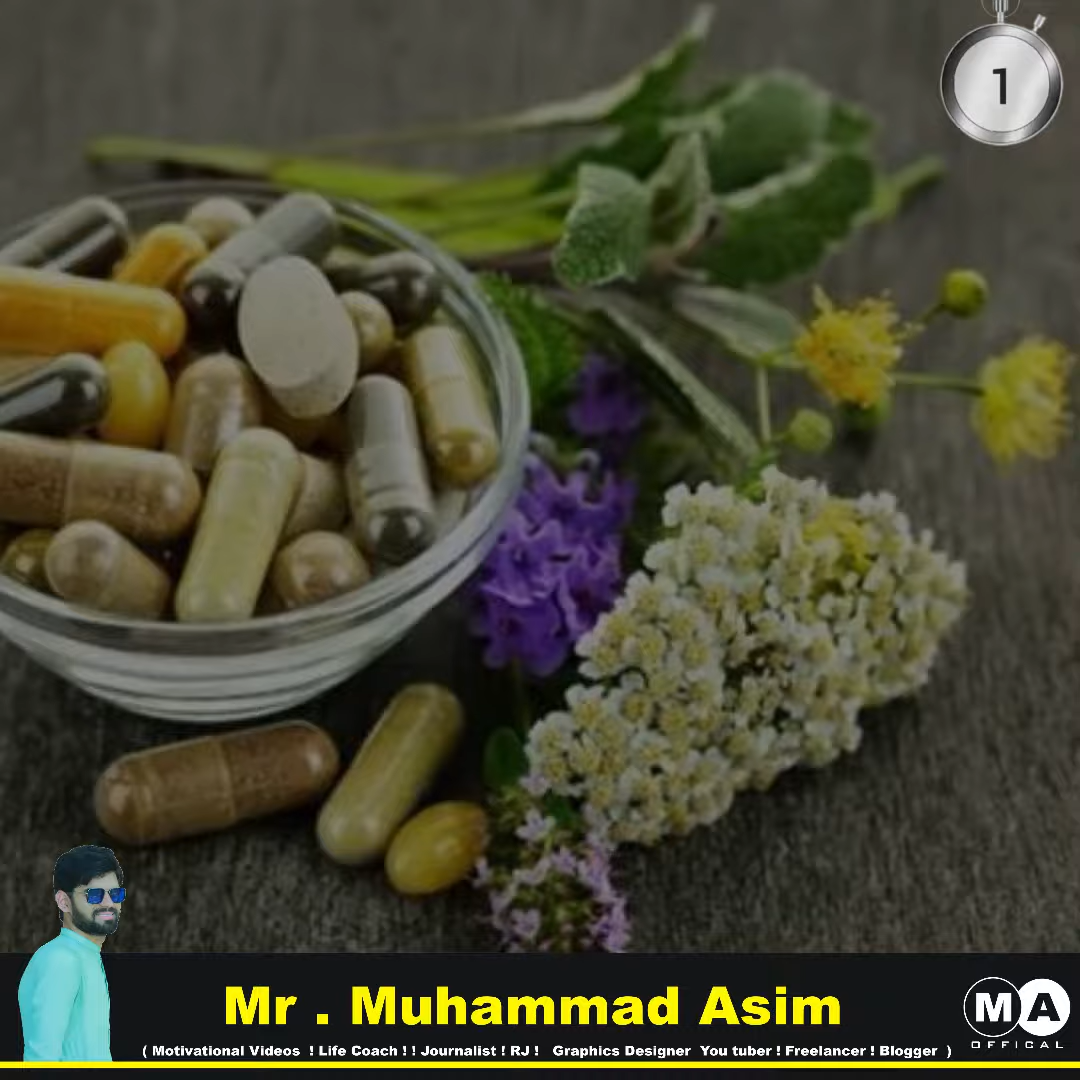 1
Mr . Muhammad Asim
( Motivational Videos ! Life Coach ! ! Journalist ! RJ ! Graphics Designer You tuber ! Freelancer ! Blogger )
MA
OFFICAL